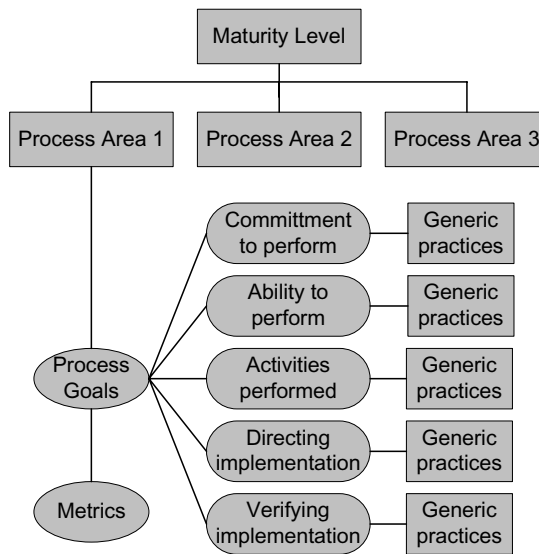 Maturity Level
Process Area 1
Process Area 2
Process Area 3
Committment
to perform
Generic
practices
Ability to
perform
Generic
practices
Process
Goals
Activities
performed
Generic
practices
Directing
implementation
Generic
practices
Metrics
Verifying
implementation
Generic
practices